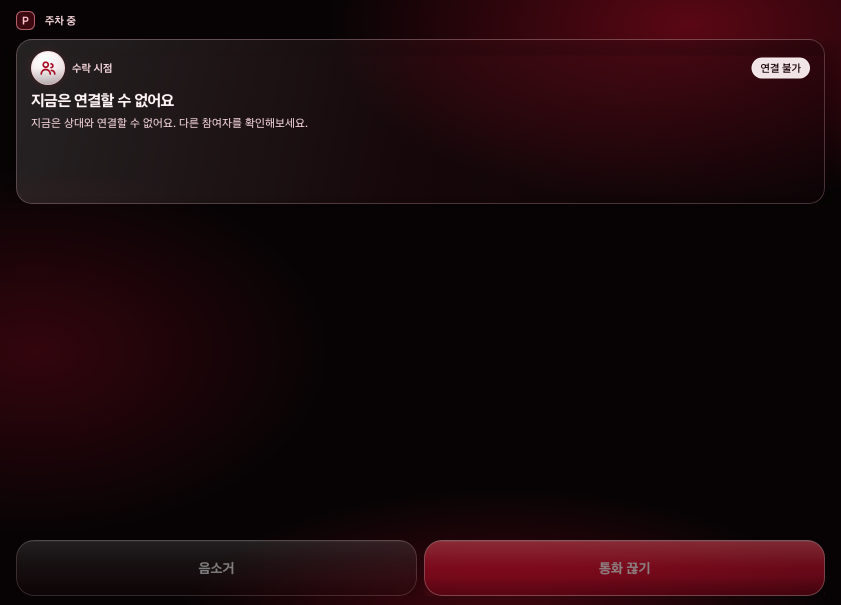 P 주차 중
수락 시점
연결 불가
지금은 연결할 수 없어요
지금은 상대와 연결할 수 없어요. 다른 참여자를 확인해보세요.
음소거
통화 끊기